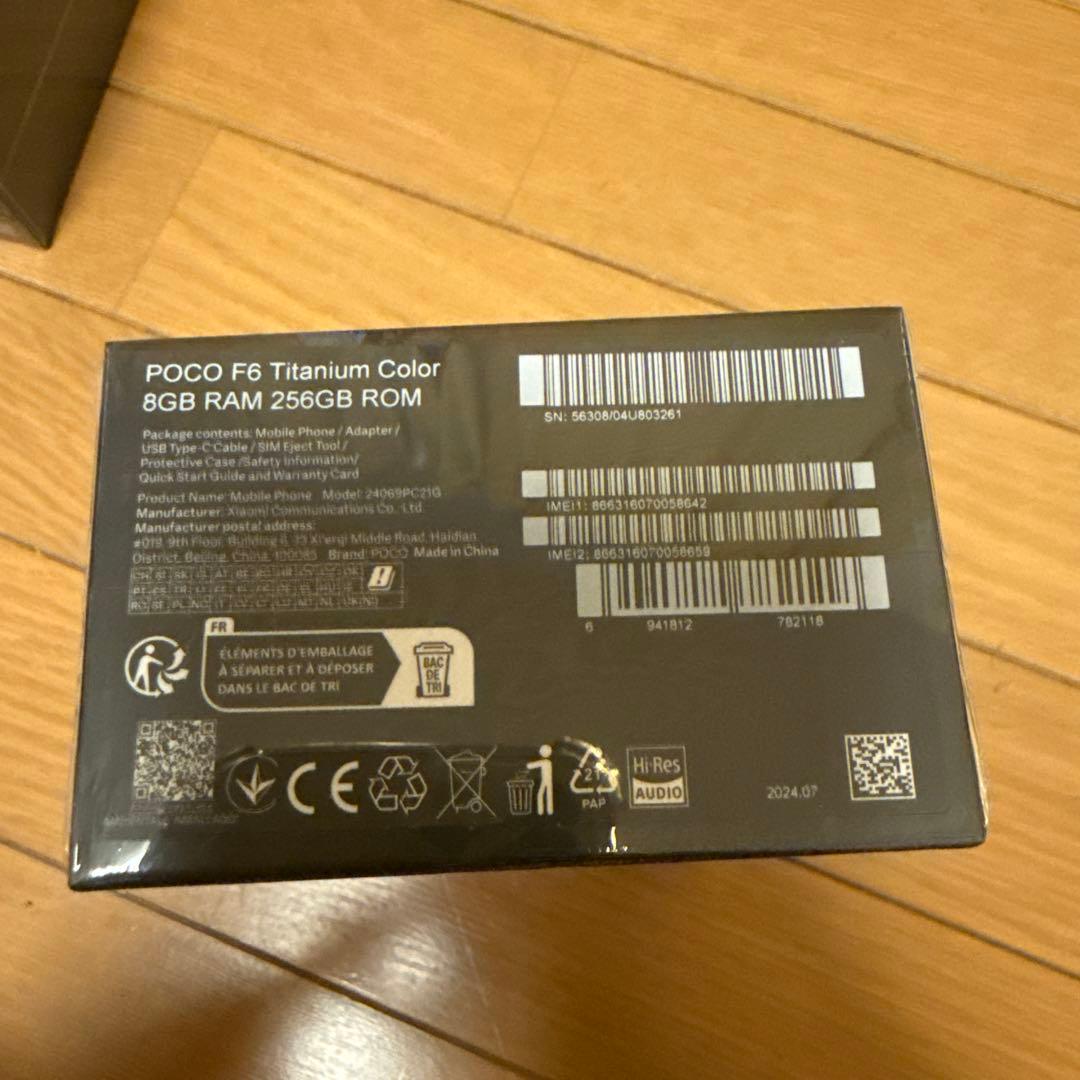 POCO F6 Titanium Color
8GB RAM 256GB ROM
Package contents: Mobile Phone / Adapter /
USB Type-C Cable / SIM Eject Tool /
Protective Case /Safety Information/
Quick Start Guide and Warranty Card
Product Name: Mobile Phone Model: 24069PC21G
Manufacturer: Xiaomi Communications Co., Ltd.
Manufacturer postal address:
#019, 9th Floor, Building 6, 33 Xi'erqi Middle Road, Haidian
District, Beijing, China, 100085 Brand: POCO Made in China
FR
ÉLÉMENTS D'EMBALLAGE
À SÉPARER ET À DÉPOSER
DANS LE BAC DE TRI
BAC
DE
TRI
SN: 56308/04U803261
IMEI1: 866316070058642
IMEI2: 866316070058659
6 941812 782118
CE
21
PAP
Hi-Res
AUDIO
2024.07